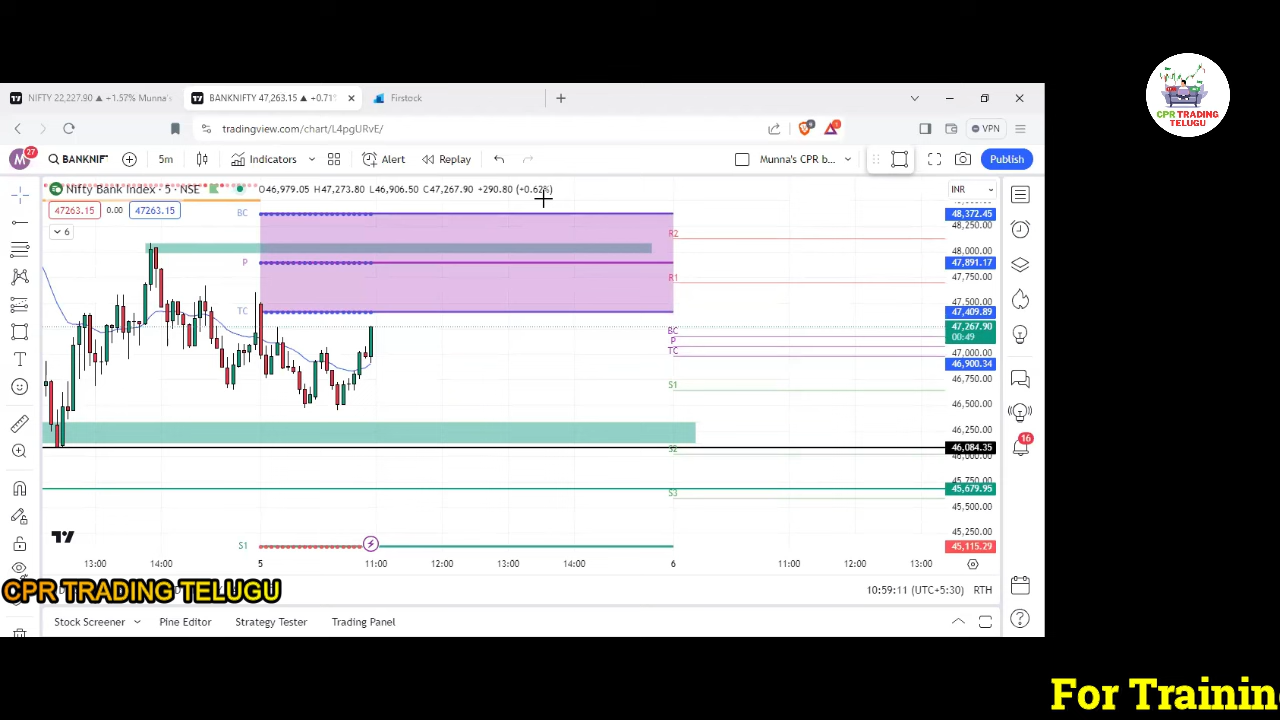 CPR TRADING
TELUGU
NIFTY 22,227.90 ▲ +1.57% Munna's
BANKNIFTY 47,263.15 ▲ +0.71%
Firstock
tradingview.com/chart/L4pgURvE/
VPN
M
27
BANKNIF
5m
Indicators
Alert
Replay
Munna's CPR b...
Publish
Nifty Bank Index · 5 · NSE
O46,979.05 H47,273.80 L46,906.50 C47,267.90 +290.80 (+0.62%)
INR
47263.15
0.00
47263.15
6
BC
48,372.45
R2
48,250.00
48,000.00
P
47,891.17
R1
47,750.00
47,500.00
TC
47,409.89
BC
47,267.90
00:49
P
TC
47,000.00
46,900.34
S1
46,750.00
46,500.00
46,250.00
16
S2
46,084.35
46,000.00
S3
45,679.95
45,500.00
45,250.00
S1
45,115.29
13:00
14:00
5
11:00
12:00
13:00
14:00
6
11:00
12:00
13:00
CPR TRADING TELUGU
10:59:11 (UTC+5:30)
RTH
Stock Screener
Pine Editor
Strategy Tester
Trading Panel
For Trainin